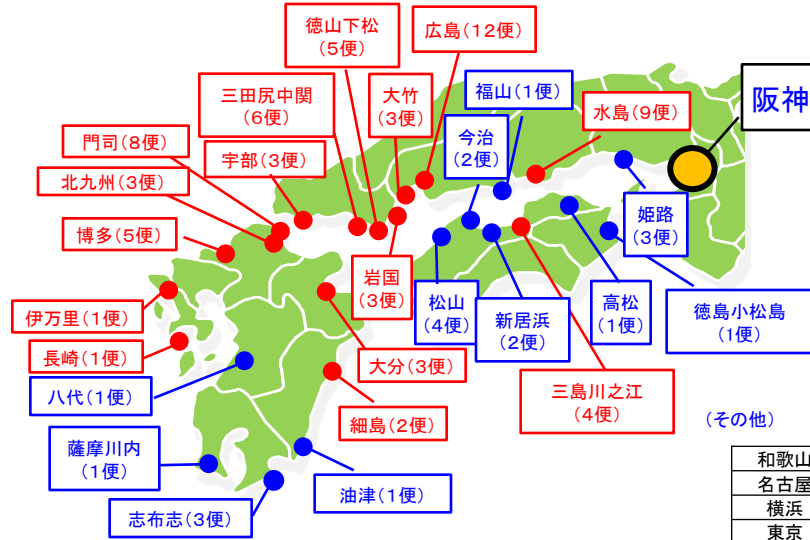 徳山下松
(5便)
広島(12便)
三田尻中関
(6便)
大竹
(3便)
福山(1便)
水島(9便)
阪神
門司(8便)
宇部(3便)
今治
(2便)
北九州(3便)
博多(5便)
姫路
(3便)
伊万里(1便)
岩国
(3便)
松山
(4便)
新居浜
(2便)
高松
(1便)
徳島小松島
(1便)
長崎(1便)
大分(3便)
八代(1便)
細島(2便)
三島川之江
(4便)
(その他)
薩摩川内
(1便)
油津(1便)
志布志(3便)
和歌山
名古屋
横浜
東京